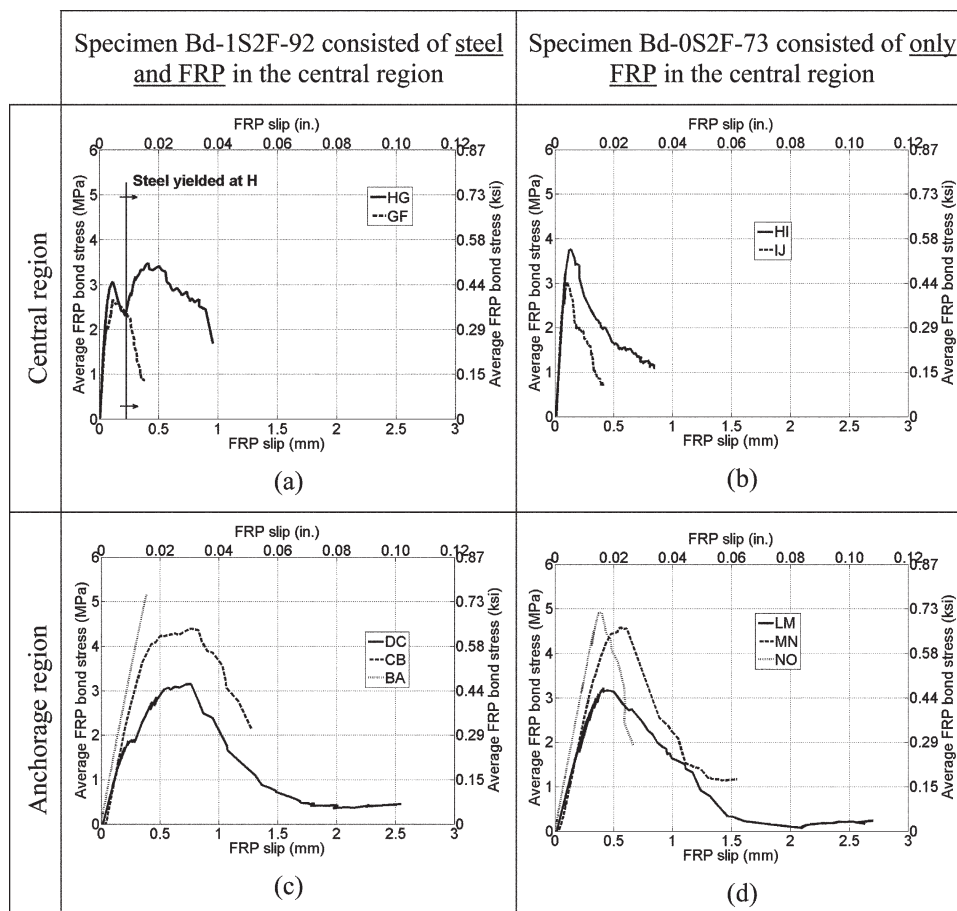 Specimen Bd-1S2F-92 consisted of steel
and FRP in the central region
Specimen Bd-0S2F-73 consisted of only
FRP in the central region
Central region
FRP slip (in.)
0 0.02 0.04 0.06 0.08 0.10 0.12
Average FRP bond stress (MPa)
6
5
4
3
2
1
0
Steel yielded at H
HG
GF
0.87
0.73
0.58
0.44
0.29
0.15
0
Average FRP bond stress (ksi)
0 0.5 1 1.5 2 2.5 3
FRP slip (mm)
(a)
FRP slip (in.)
0 0.02 0.04 0.06 0.08 0.10 0.12
Average FRP bond stress (MPa)
6
5
4
3
2
1
0
HI
IJ
0.87
0.73
0.58
0.44
0.29
0.15
0
Average FRP bond stress (ksi)
0 0.5 1 1.5 2 2.5 3
FRP slip (mm)
(b)
Anchorage region
FRP slip (in.)
0 0.02 0.04 0.06 0.08 0.10 0.12
Average FRP bond stress (MPa)
6
5
4
3
2
1
0
DC
CB
BA
0.87
0.73
0.58
0.44
0.29
0.15
0
Average FRP bond stress (ksi)
0 0.5 1 1.5 2 2.5 3
FRP slip (mm)
(c)
FRP slip (in.)
0 0.02 0.04 0.06 0.08 0.10 0.12
Average FRP bond stress (MPa)
6
5
4
3
2
1
0
LM
MN
NO
0.87
0.73
0.58
0.44
0.29
0.15
0
Average FRP bond stress (ksi)
0 0.5 1 1.5 2 2.5 3
FRP slip (mm)
(d)